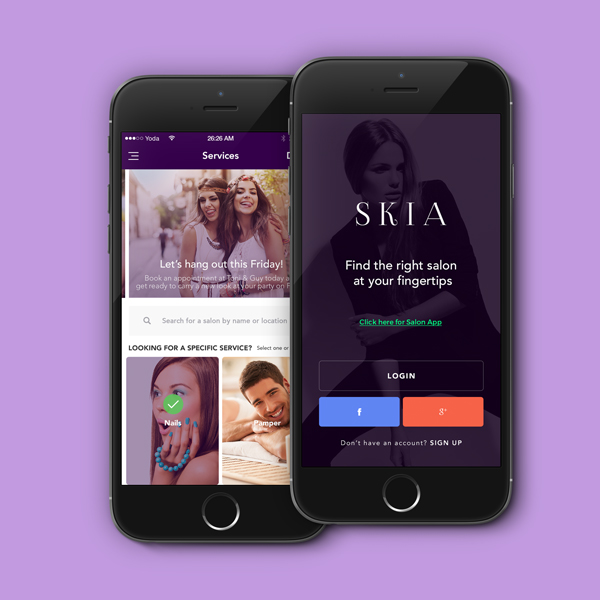 Yoda
26:26 AM
Services
D
Let's hang out this Friday!
Book an appointment at Toni & Guy today a
get ready to carry a new look at your party on F
Search for a salon by name or location
LOOKING FOR A SPECIFIC SERVICE? Select one or
Nails
Pamper
SKIA
Find the right salon
at your fingertips
Click here for Salon App
LOGIN
f
g+
Don't have an account? SIGN UP